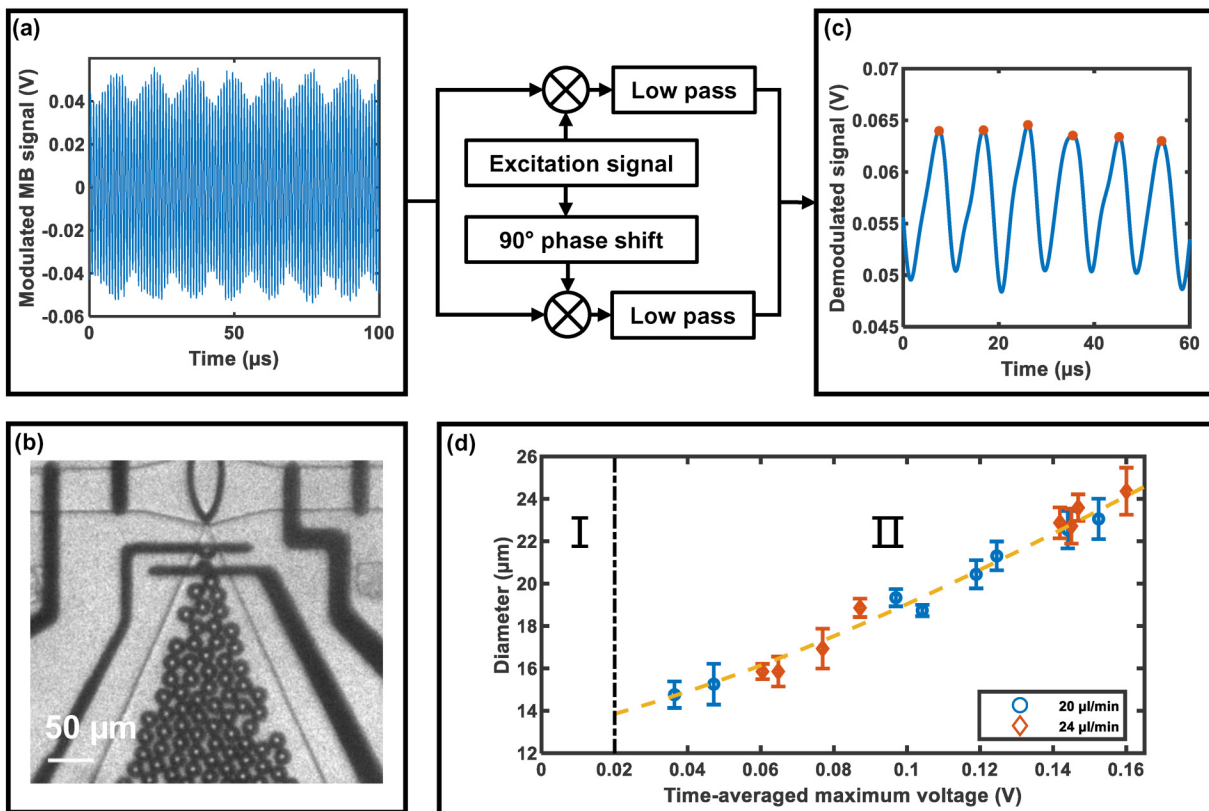 (a)
Modulated MB signal (V)
0.04
0.02
0
-0.02
-0.04
-0.06
0
50
100
Time (µs)
Low pass
Excitation signal
90° phase shift
Low pass
(c)
Demodulated signal (V)
0.07
0.065
0.06
0.055
0.05
0.045
0
20
40
60
Time (µs)
(b)
50 µm
(d)
Diameter (µm)
26
24
22
20
18
16
14
12
I
II
0
0.02
0.04
0.06
0.08
0.1
0.12
0.14
0.16
Time-averaged maximum voltage (V)
20 µl/min
24 µl/min